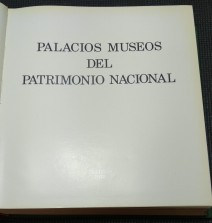 PALACIOS MUSEOS
DEL
PATRIMONIO NACIONAL